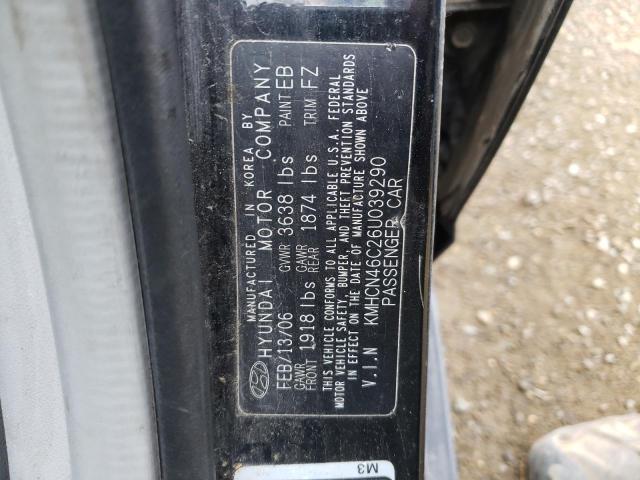 MANUFACTURED IN KOREA BY
HYUNDAI MOTOR COMPANY
FEB/13/06 GVWR 3638 lbs PAINT EB
GAWR FRONT 1918 lbs GAWR REAR 1874 lbs TRIM FZ
THIS VEHICLE CONFORMS TO ALL APPLICABLE U.S.A. FEDERAL
MOTOR VEHICLE SAFETY, BUMPER, AND THEFT PREVENTION STANDARDS
IN EFFECT ON THE DATE OF MANUFACTURE SHOWN ABOVE
V.I.N KMHCN46C26U039290
PASSENGER CAR
M3